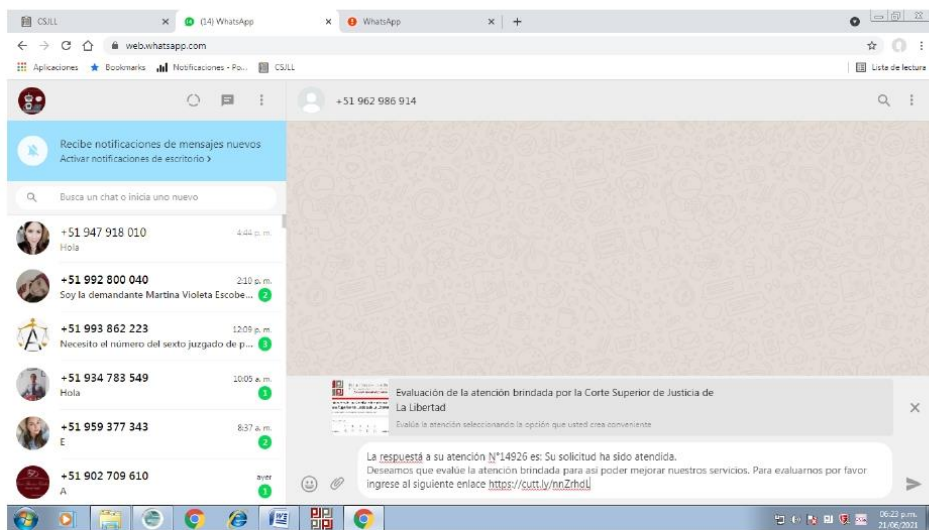 CSJLL
(14) WhatsApp
WhatsApp
web.whatsapp.com
Aplicaciones
Bookmarks
Notificaciones - Po...
CSJLL
Lista de lectura
+51 962 986 914
Recibe notificaciones de mensajes nuevos
Activar notificaciones de escritorio >
Busca un chat o inicia uno nuevo
+51 947 918 010 4:44 p. m.
Hola
+51 992 800 040 2:10 p. m.
Soy la demandante Martina Violeta Escobe... 2
+51 993 862 223 12:09 p. m.
Necesito el número del sexto juzgado de p...
+51 934 783 549 10:05 a. m.
Hola 1
+51 959 377 343 8:37 a. m.
E 2
+51 902 709 610 ayer
A 1
Evaluación de la atención brindada por la Corte Superior de Justicia de
La Libertad
Evalúe la atención seleccionando la opción que usted crea conveniente
La respuestá a su atención N°14926 es: Su solicitud ha sido atendida.
Deseamos que evalúe la atención brindada para así poder mejorar nuestros servicios. Para evaluarnos por favor
ingrese al siguiente enlace https://cutt.ly/nnZrhdL
06:23 p.m.
21/06/2021